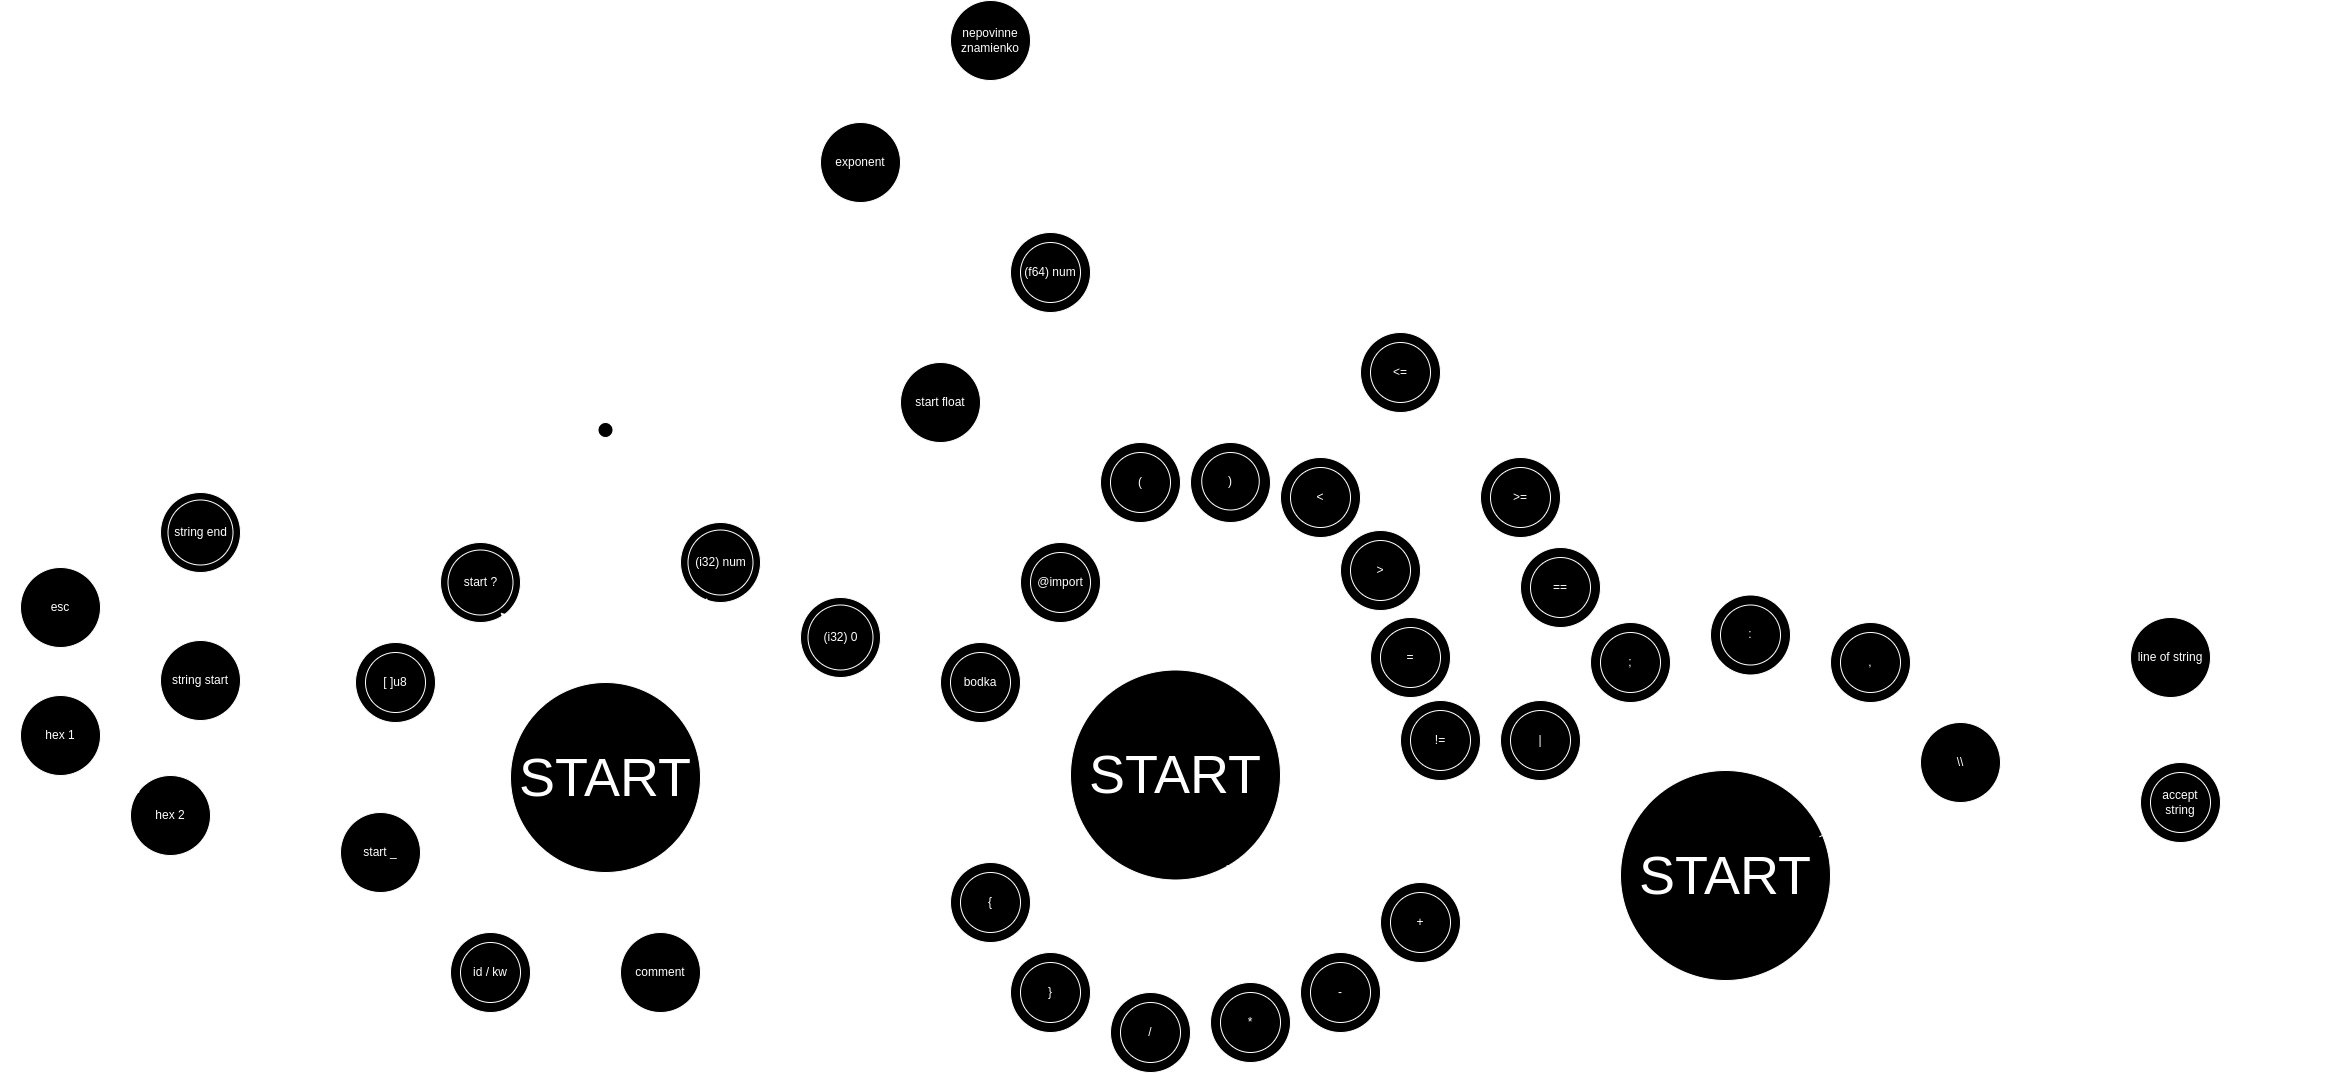 nepovinne
znamienko
exponent
(f64) num
<=
start float
(
)
<
>=
string end
(i32) num
>
start ?
@import
==
esc
(i32) 0
:
=
;
,
line of string
string start
[ ]u8
bodka
hex 1
!=
|
\\
START
START
accept
string
hex 2
start _
START
{
+
id / kw
comment
}
-
*
/